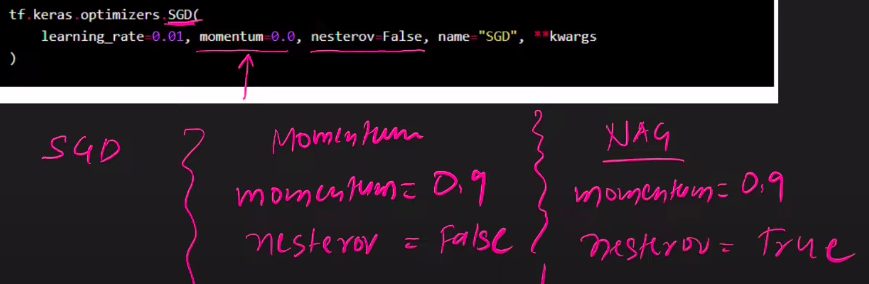 tf.keras.optimizers.SGD(
learning_rate=0.01, momentum=0.0, nesterov=False, name="SGD", **kwargs
)
SGD
Momentum
momentum = 0.9
nesterov = False
NAG
momentum = 0.9
nesterov = True